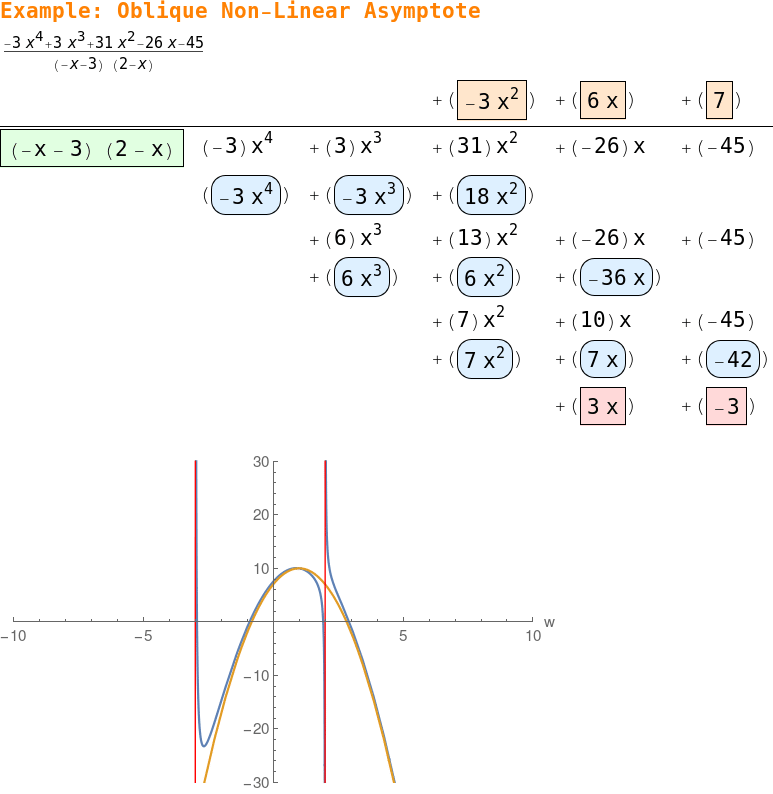 Example: Oblique Non-Linear Asymptote
-3 x^4+3 x^3+31 x^2-26 x-45
(-x-3) (2-x)
+ ( -3 x^2 ) + ( 6 x ) + ( 7 )
(-x - 3) (2 - x) (-3) x^4 + (3) x^3 + (31) x^2 + (-26) x + (-45)
( -3 x^4 ) + ( -3 x^3 ) + ( 18 x^2 )
+ (6) x^3 + (13) x^2 + (-26) x + (-45)
+ ( 6 x^3 ) + ( 6 x^2 ) + ( -36 x )
+ (7) x^2 + (10) x + (-45)
+ ( 7 x^2 ) + ( 7 x ) + ( -42 )
+ ( 3 x ) + ( -3 )
30
20
10
w
-10 -5 5 10
-10
-20
-30